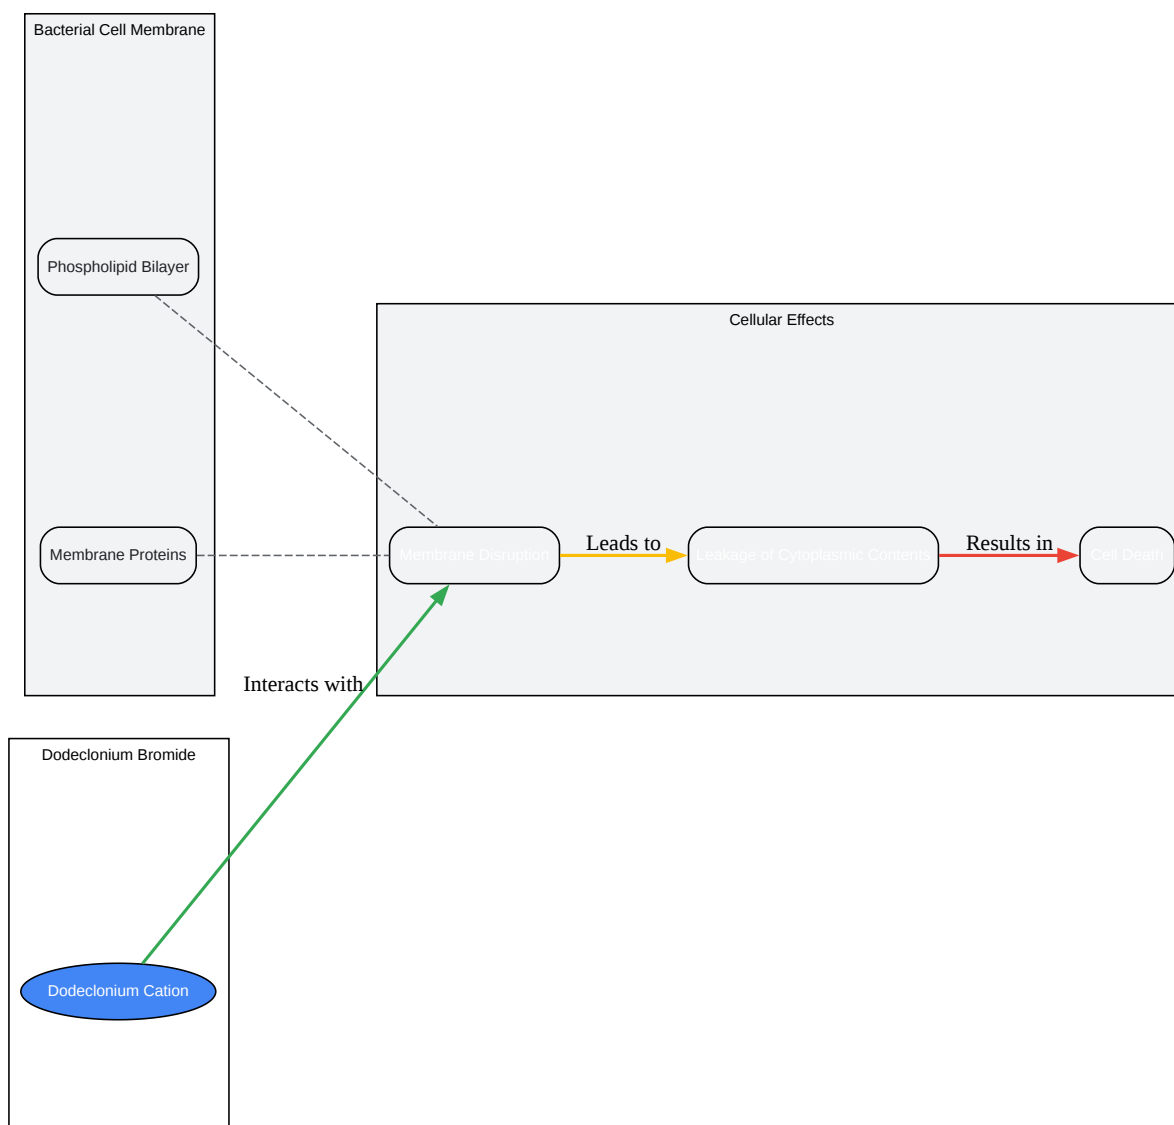 Bacterial Cell Membrane
Phospholipid Bilayer
Cellular Effects
Membrane Proteins
Membrane Disruption
Leads to
Leakage of Cytoplasmic Contents
Results in
Cell Death
Interacts with
Dodeclonium Bromide
Dodeclonium Cation